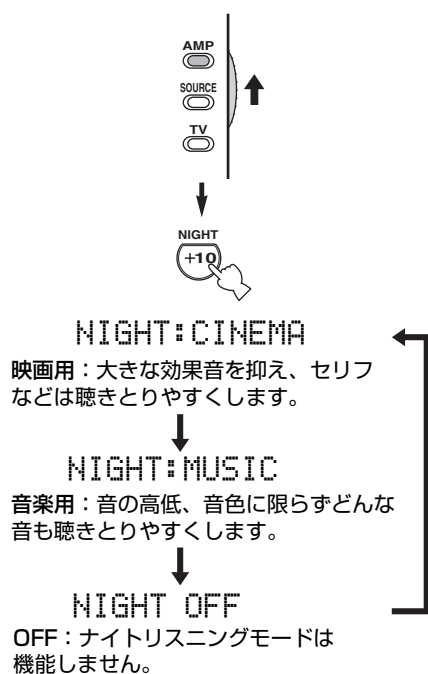 AMP
SOURCE
TV
NIGHT
+10
NIGHT:CINEMA
映画用：大きな効果音を抑え、セリフ
などは聴きとりやすくします。
NIGHT:MUSIC
音楽用：音の高低、音色に限らずどんな
音も聴きとりやすくします。
NIGHT OFF
OFF：ナイトリスニングモードは
機能しません。